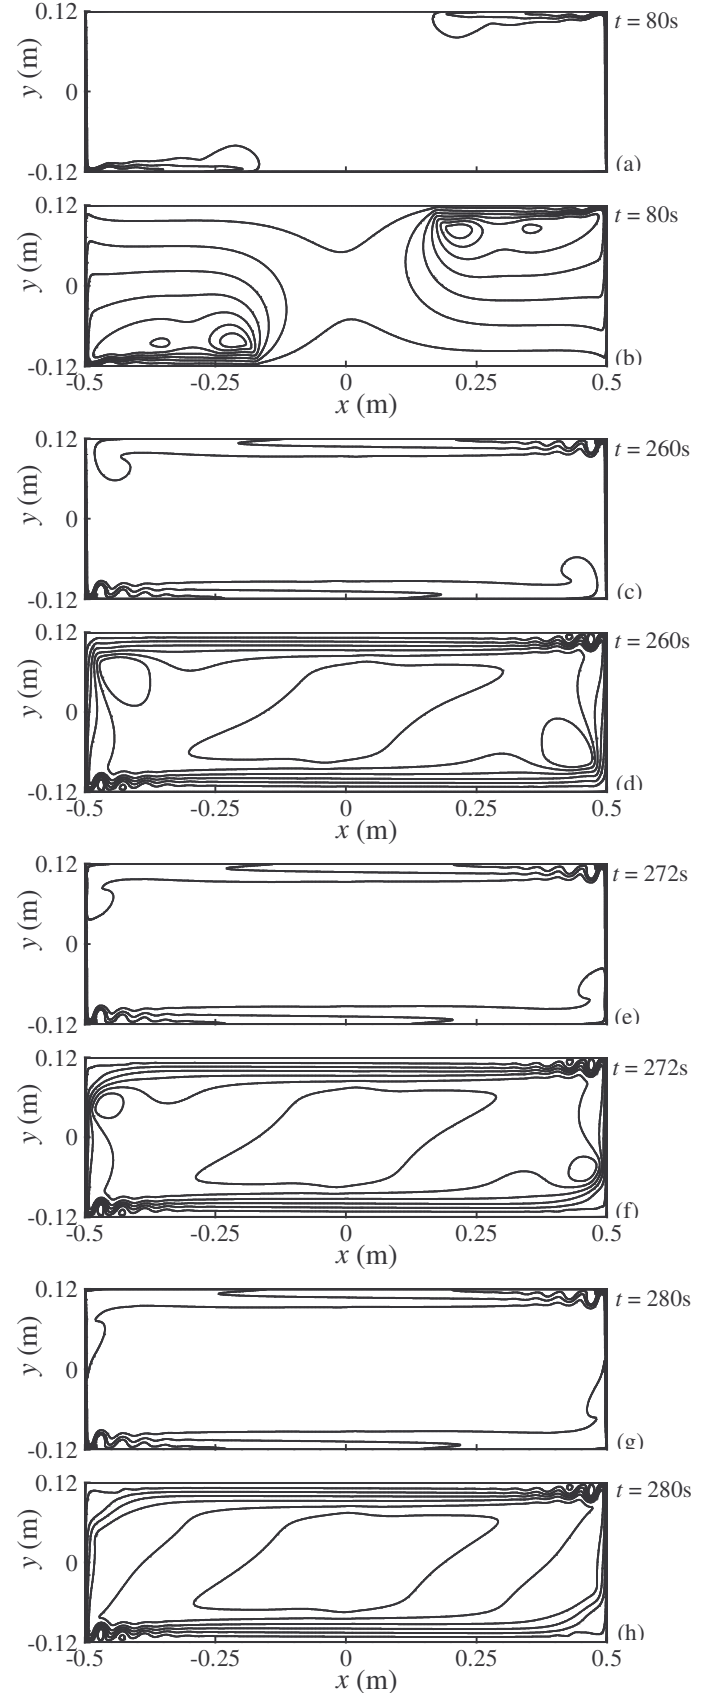 0.12
t = 80s
y (m)
0
-0.12
(a)
0.12
t = 80s
y (m)
0
-0.12
(b)
-0.5 -0.25 0 0.25 0.5
x (m)
0.12
t = 260s
y (m)
0
-0.12
(c)
0.12
t = 260s
y (m)
0
-0.12
(d)
-0.5 -0.25 0 0.25 0.5
x (m)
0.12
t = 272s
y (m)
0
-0.12
(e)
0.12
t = 272s
y (m)
0
-0.12
(f)
-0.5 -0.25 0 0.25 0.5
x (m)
0.12
t = 280s
y (m)
0
-0.12
(g)
0.12
t = 280s
y (m)
0
-0.12
(h)
-0.5 -0.25 0 0.25 0.5
x (m)